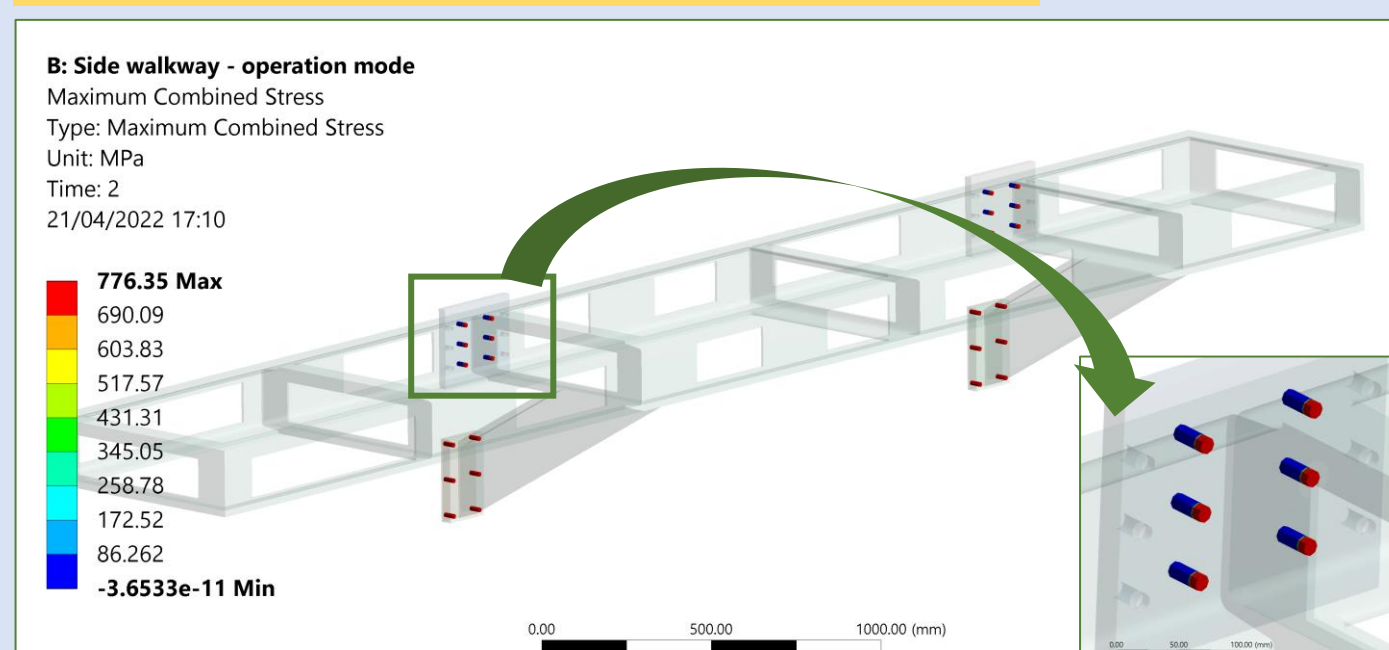 B: Side walkway - operation mode
Maximum Combined Stress
Type: Maximum Combined Stress
Unit: MPa
Time: 2
21/04/2022 17:10
776.35 Max
690.09
603.83
517.57
431.31
345.05
258.78
172.52
86.262
-3.6533e-11 Min
0.00 500.00 1000.00 (mm)
0.00 50.00 100.00 (mm)